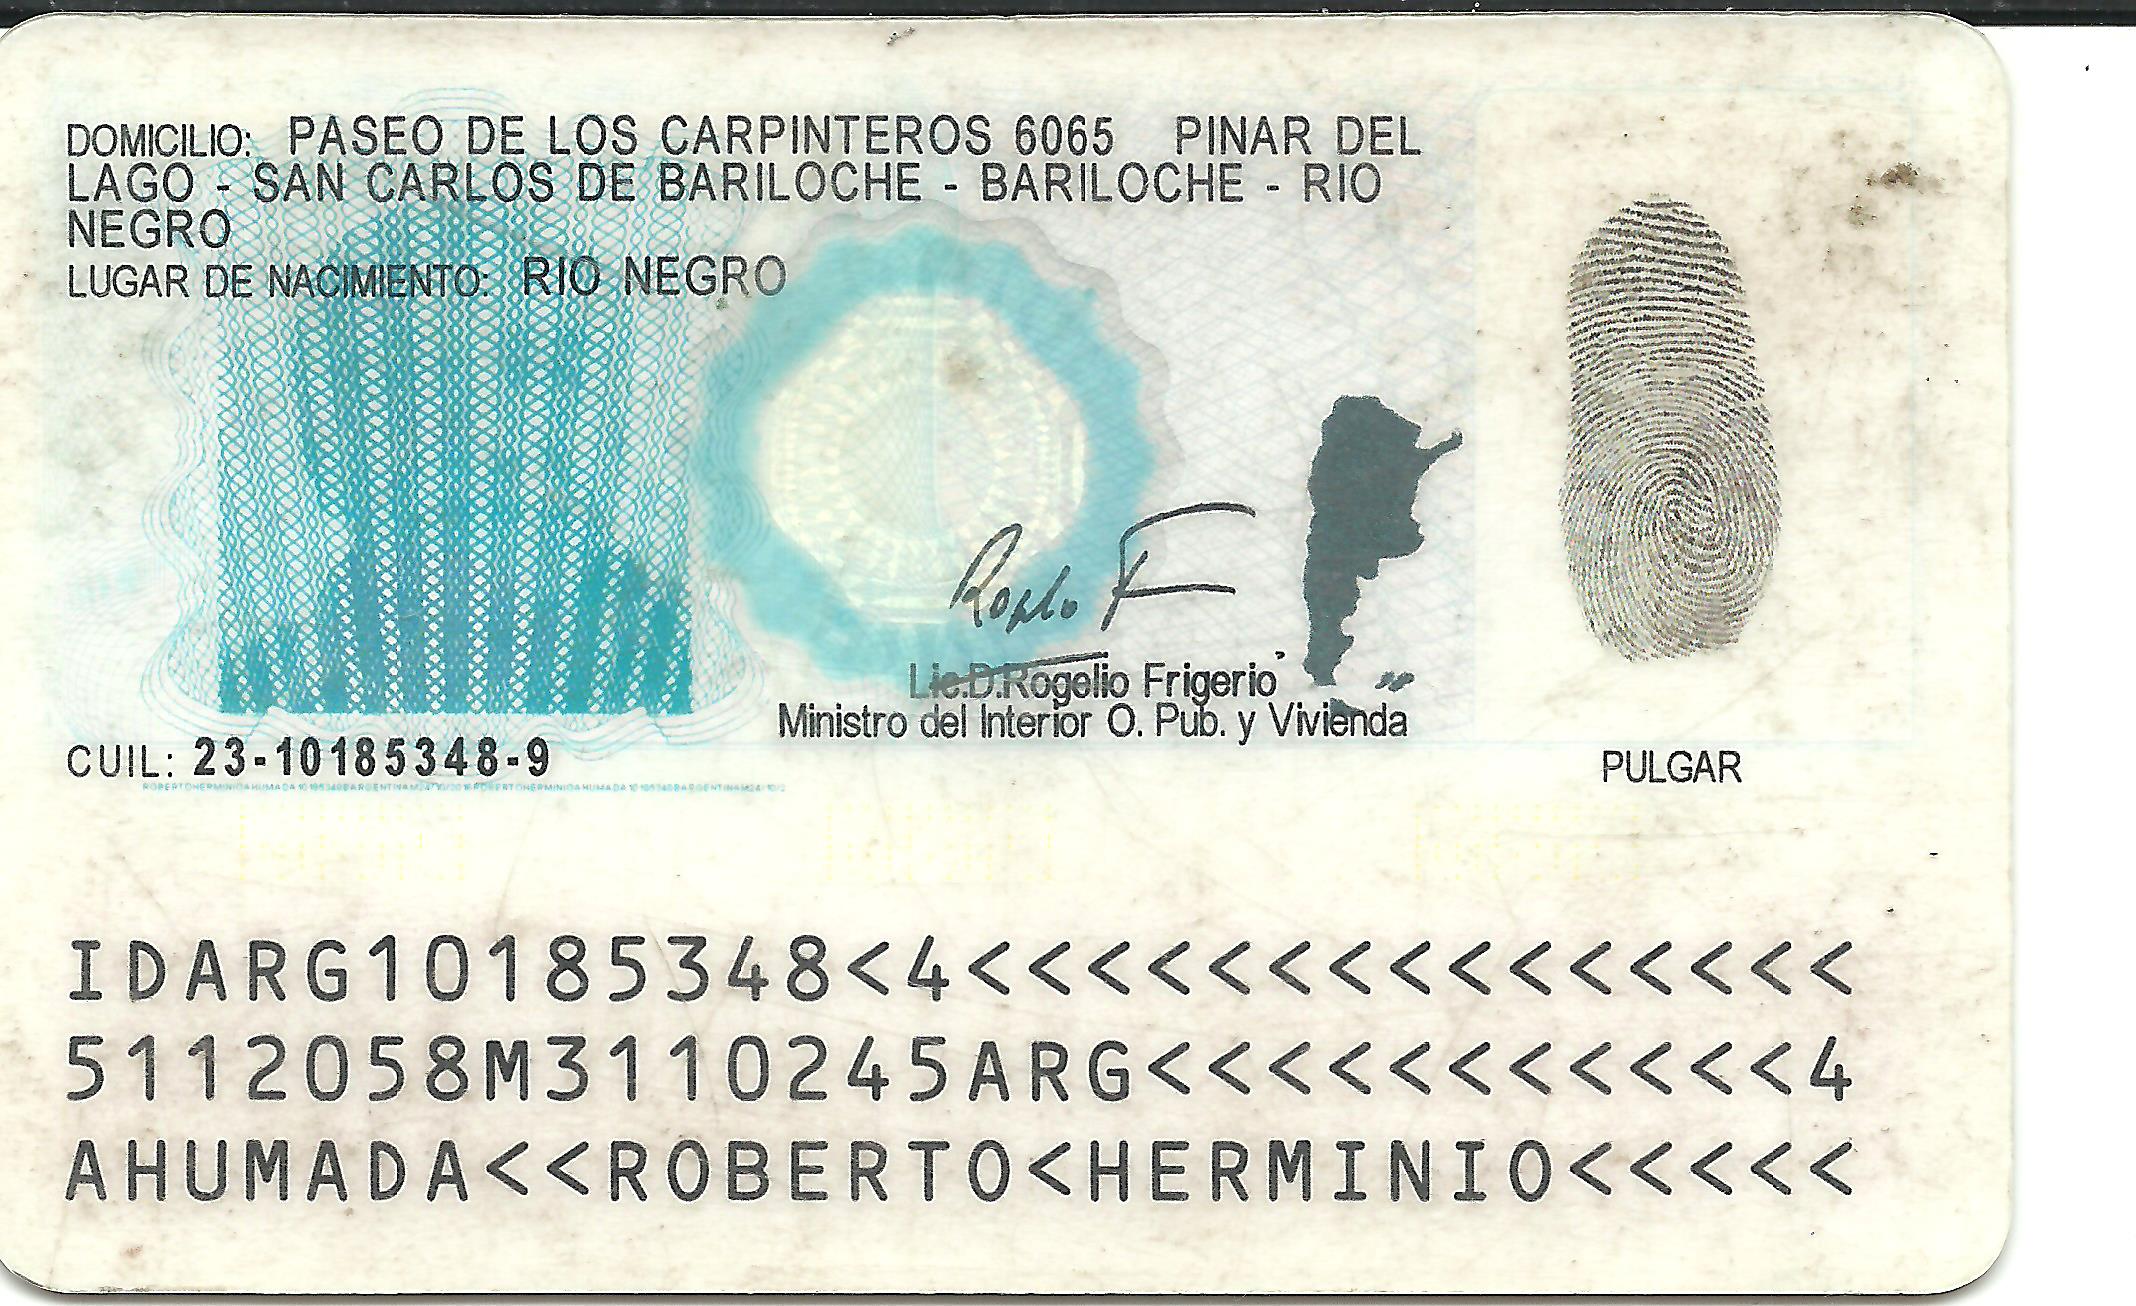 DOMICILIO: PASEO DE LOS CARPINTEROS 6065 PINAR DEL
LAGO - SAN CARLOS DE BARILOCHE - BARILOCHE - RIO
NEGRO
LUGAR DE NACIMIENTO: RIO NEGRO
Lic.D.Rogelio Frigerio
Ministro del Interior O. Pub. y Vivienda
CUIL: 23-10185348-9
PULGAR
IDARG10185348<4<<<<<<<<<<<<<<<
5112058M3110245ARG<<<<<<<<<<<4
AHUMADA<<ROBERTO<HERMINIO<<<<<